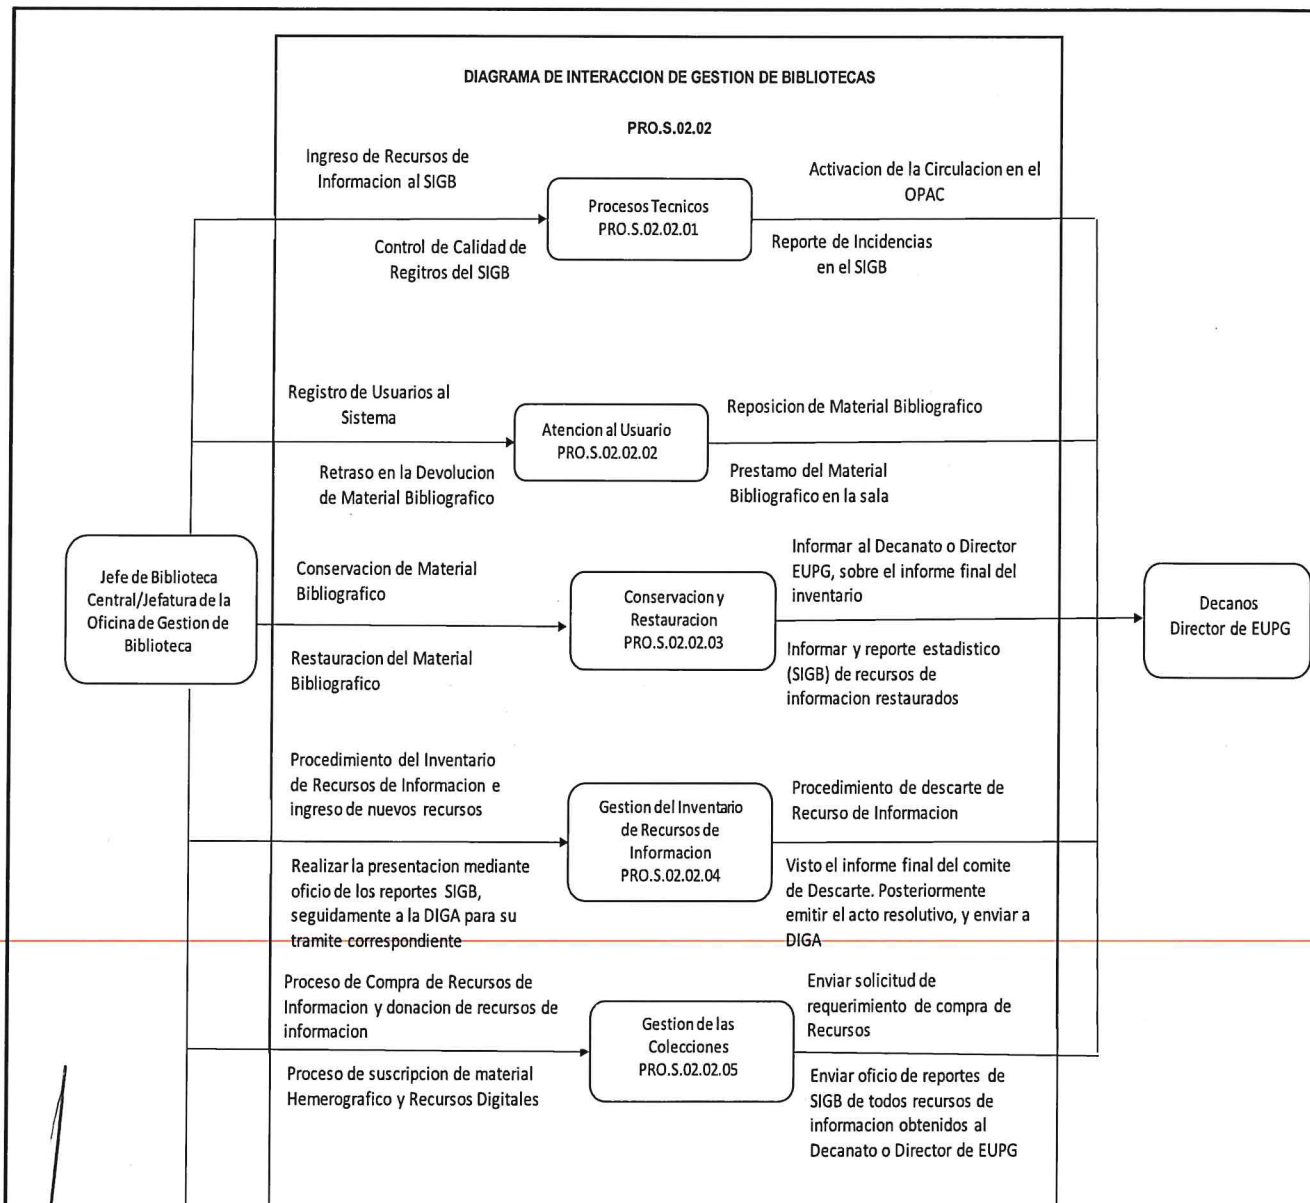 DIAGRAMA DE INTERACCION DE GESTION DE BIBLIOTECAS
PRO.S.02.02
Ingreso de Recursos de
Informacion al SIGB
Control de Calidad de
Regitros del SIGB
Procesos Tecnicos
PRO.S.02.02.01
Activacion de la Circulacion en el
OPAC
Reporte de Incidencias
en el SIGB
Registro de Usuarios al
Sistema
Retraso en la Devolucion
de Material Bibliografico
Atencion al Usuario
PRO.S.02.02.02
Reposicion de Material Bibliografico
Prestamo del Material
Bibliografico en la sala
Jefe de Biblioteca
Central/Jefatura de la
Oficina de Gestion de
Biblioteca
Conservacion de Material
Bibliografico
Restauracion del Material
Bibliografico
Conservacion y
Restauracion
PRO.S.02.02.03
Informar al Decanato o Director
EUPG, sobre el informe final del
inventario
Informar y reporte estadistico
(SIGB) de recursos de
informacion restaurados
Decanos
Director de EUPG
Procedimiento del Inventario
de Recursos de Informacion e
ingreso de nuevos recursos
Realizar la presentacion mediante
oficio de los reportes SIGB,
seguidamente a la DIGA para su
tramite correspondiente
Gestion del Inventario
de Recursos de
Informacion
PRO.S.02.02.04
Procedimiento de descarte de
Recurso de Informacion
Visto el informe final del comite
de Descarte. Posteriormente
emitir el acto resolutivo, y enviar a
DIGA
Proceso de Compra de Recursos de
Informacion y donacion de recursos de
informacion
Proceso de suscripcion de material
Hemerografico y Recursos Digitales
Gestion de las
Colecciones
PRO.S.02.02.05
Enviar solicitud de
requerimiento de compra de
Recursos
Enviar oficio de reportes de
SIGB de todos recursos de
informacion obtenidos al
Decanato o Director de EUPG